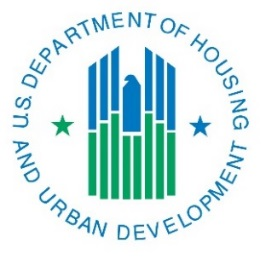 U.S. DEPARTMENT OF HOUSING
AND URBAN DEVELOPMENT